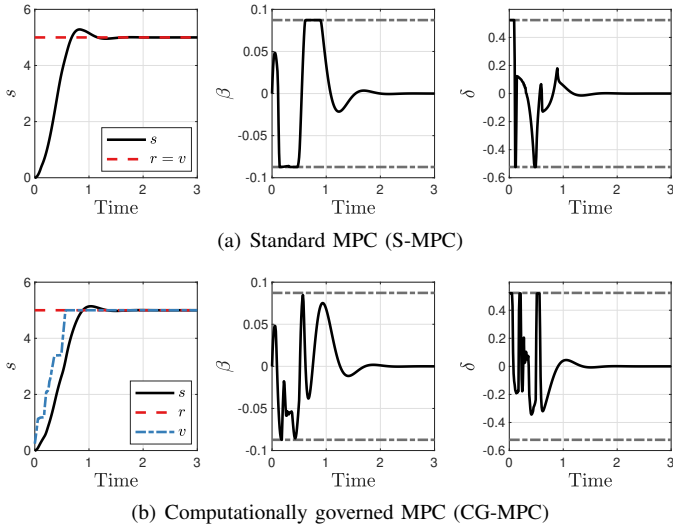 6
4
2
0
s
s
r = v
0
1
2
3
Time
0.1
0.05
0
-0.05
-0.1
β
0
1
2
3
Time
0.4
0.2
0
-0.2
-0.4
-0.6
δ
0
1
2
3
Time
(a) Standard MPC (S-MPC)
6
4
2
0
s
s
r
v
0
1
2
3
Time
0.1
0.05
0
-0.05
-0.1
β
0
1
2
3
Time
0.4
0.2
0
-0.2
-0.4
-0.6
δ
0
1
2
3
Time
(b) Computationally governed MPC (CG-MPC)